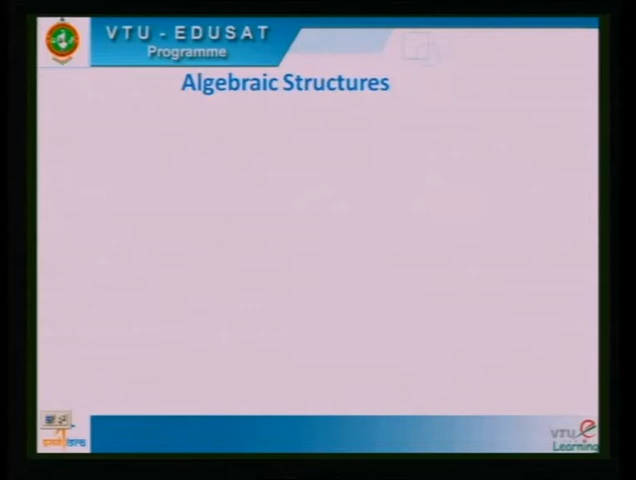 VTU - EDUSAT
Programme
Algebraic Structures
VTU e
Learning